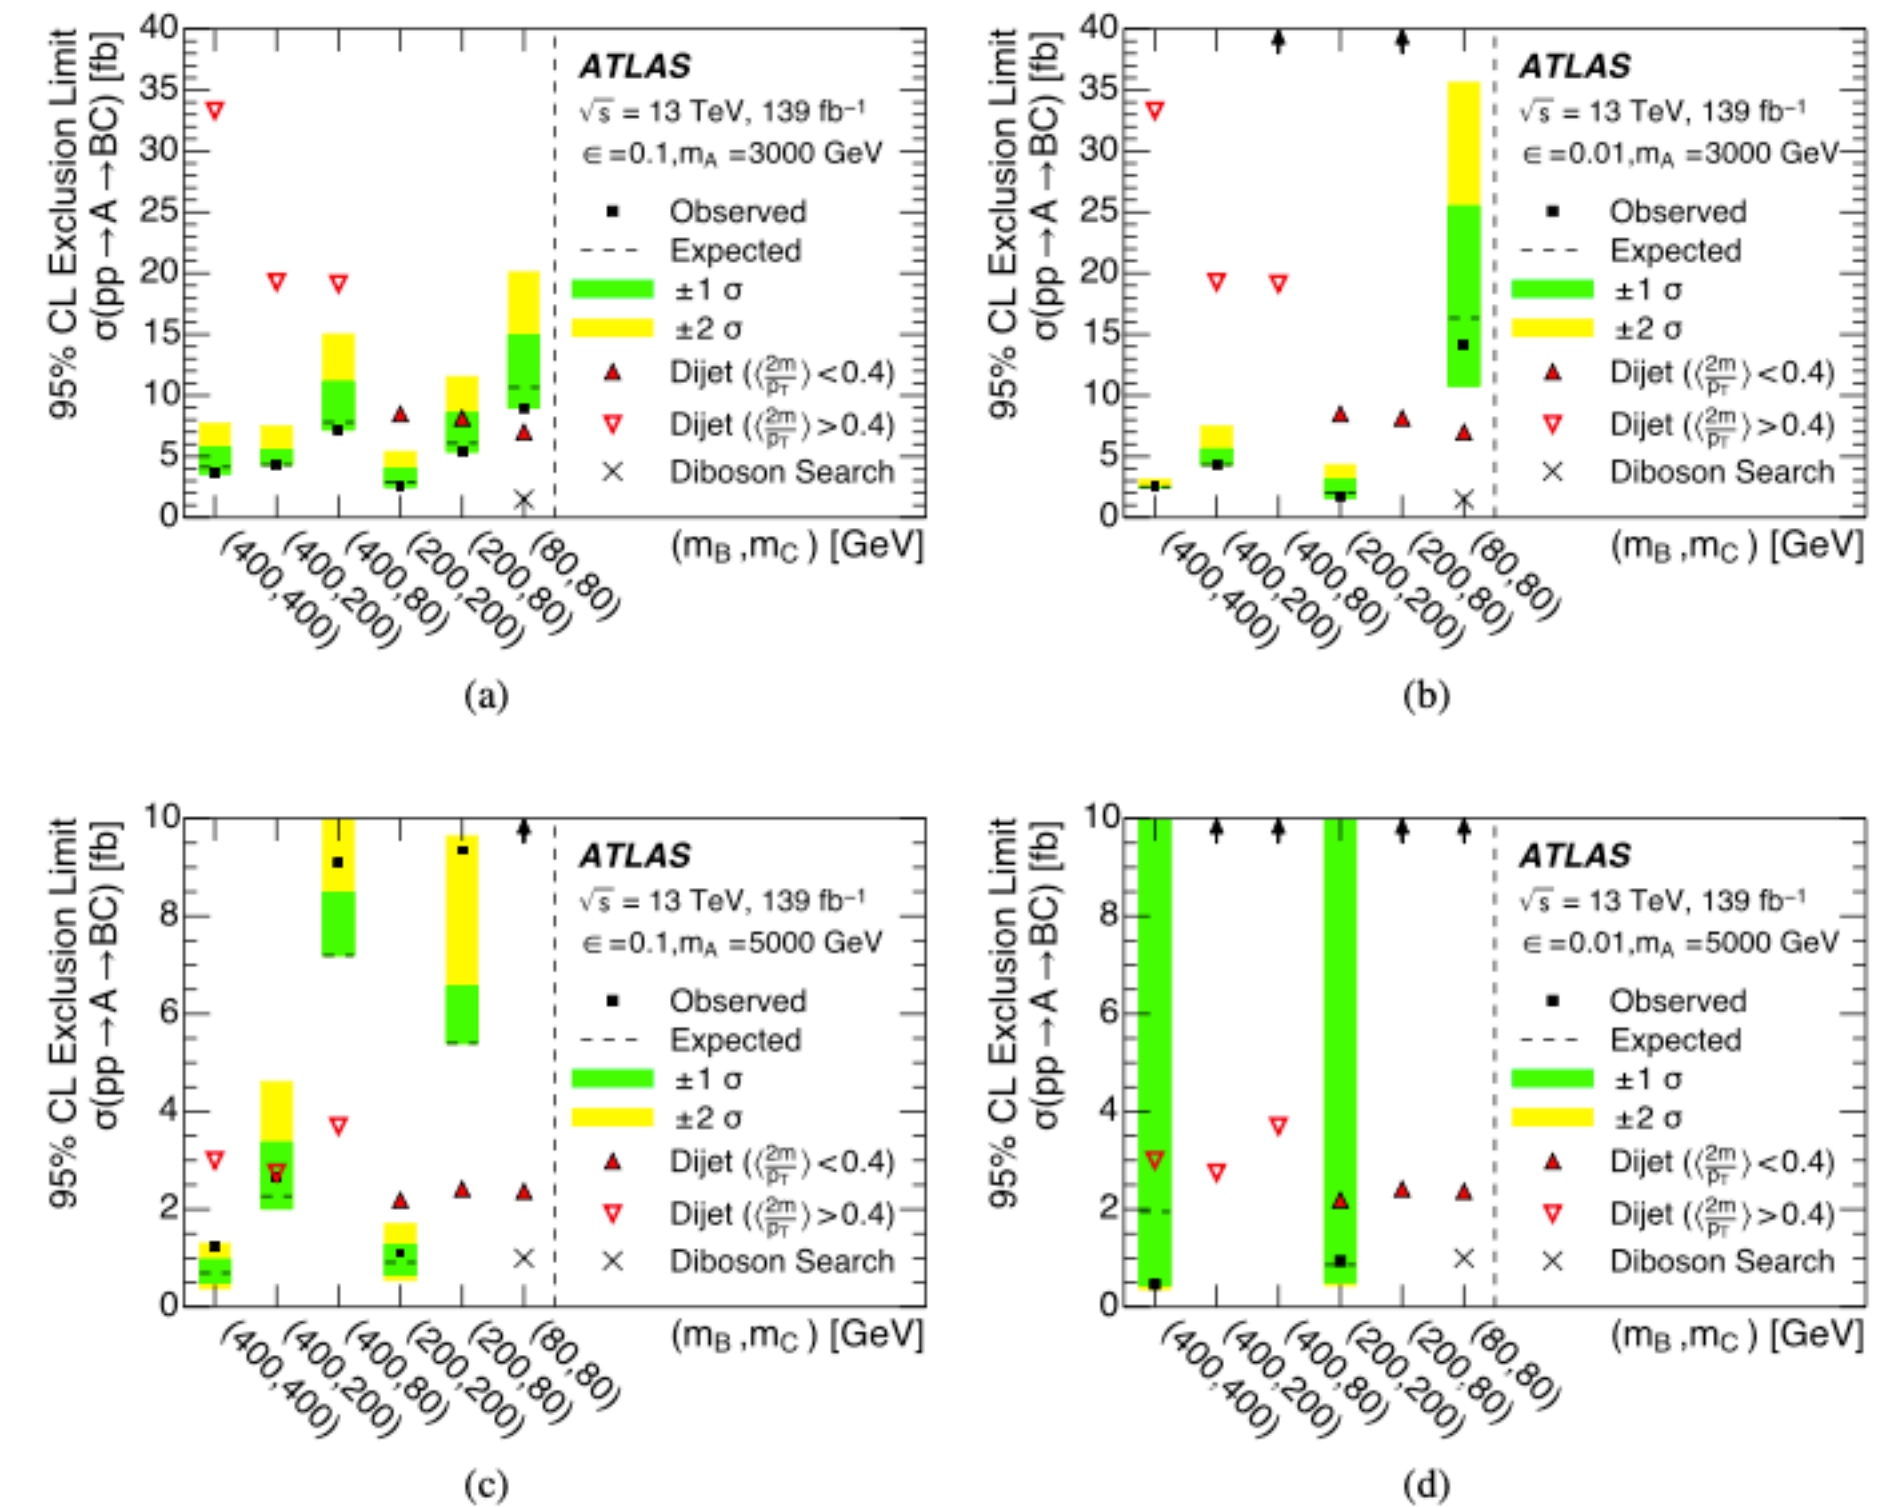 95% CL Exclusion Limit
σ(pp → A → BC) [fb]
40
35
30
25
20
15
10
5
0
ATLAS
√s = 13 TeV, 139 fb⁻¹
∈=0.1,m_A =3000 GeV
Observed
Expected
±1 σ
±2 σ
Dijet (⟨2m/p_T⟩<0.4)
Dijet (⟨2m/p_T⟩>0.4)
Diboson Search
(400,400)
(400,200)
(400,80)
(200,200)
(200,80)
(80,80)
(m_B ,m_C ) [GeV]
(a)
95% CL Exclusion Limit
σ(pp → A → BC) [fb]
40
35
30
25
20
15
10
5
0
ATLAS
√s = 13 TeV, 139 fb⁻¹
∈=0.01,m_A =3000 GeV
Observed
Expected
±1 σ
±2 σ
Dijet (⟨2m/p_T⟩<0.4)
Dijet (⟨2m/p_T⟩>0.4)
Diboson Search
(400,400)
(400,200)
(400,80)
(200,200)
(200,80)
(80,80)
(m_B ,m_C ) [GeV]
(b)
95% CL Exclusion Limit
σ(pp → A → BC) [fb]
10
8
6
4
2
0
ATLAS
√s = 13 TeV, 139 fb⁻¹
∈=0.1,m_A =5000 GeV
Observed
Expected
±1 σ
±2 σ
Dijet (⟨2m/p_T⟩<0.4)
Dijet (⟨2m/p_T⟩>0.4)
Diboson Search
(400,400)
(400,200)
(400,80)
(200,200)
(200,80)
(80,80)
(m_B ,m_C ) [GeV]
(c)
95% CL Exclusion Limit
σ(pp → A → BC) [fb]
10
8
6
4
2
0
ATLAS
√s = 13 TeV, 139 fb⁻¹
∈=0.01,m_A =5000 GeV
Observed
Expected
±1 σ
±2 σ
Dijet (⟨2m/p_T⟩<0.4)
Dijet (⟨2m/p_T⟩>0.4)
Diboson Search
(400,400)
(400,200)
(400,80)
(200,200)
(200,80)
(80,80)
(m_B ,m_C ) [GeV]
(d)